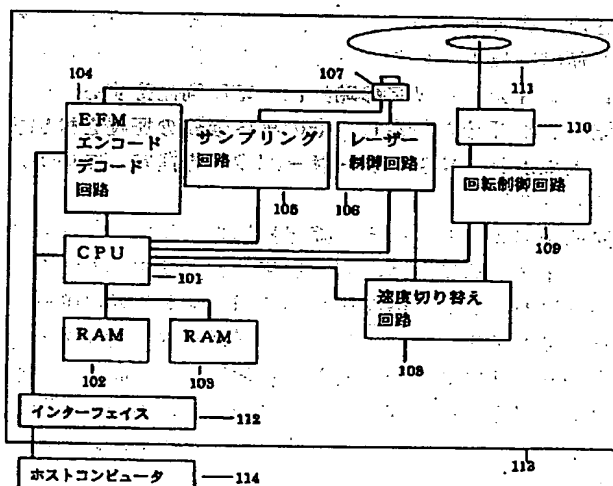 104
EFM
エンコード
デコード
回路
107
サンプリング
回路
105
レーザー
制御回路
106
111
110
回転制御回路
109
CPU
101
速度切り替え
回路
108
RAM
102
RAM
103
インターフェイス
112
113
ホストコンピュータ
114